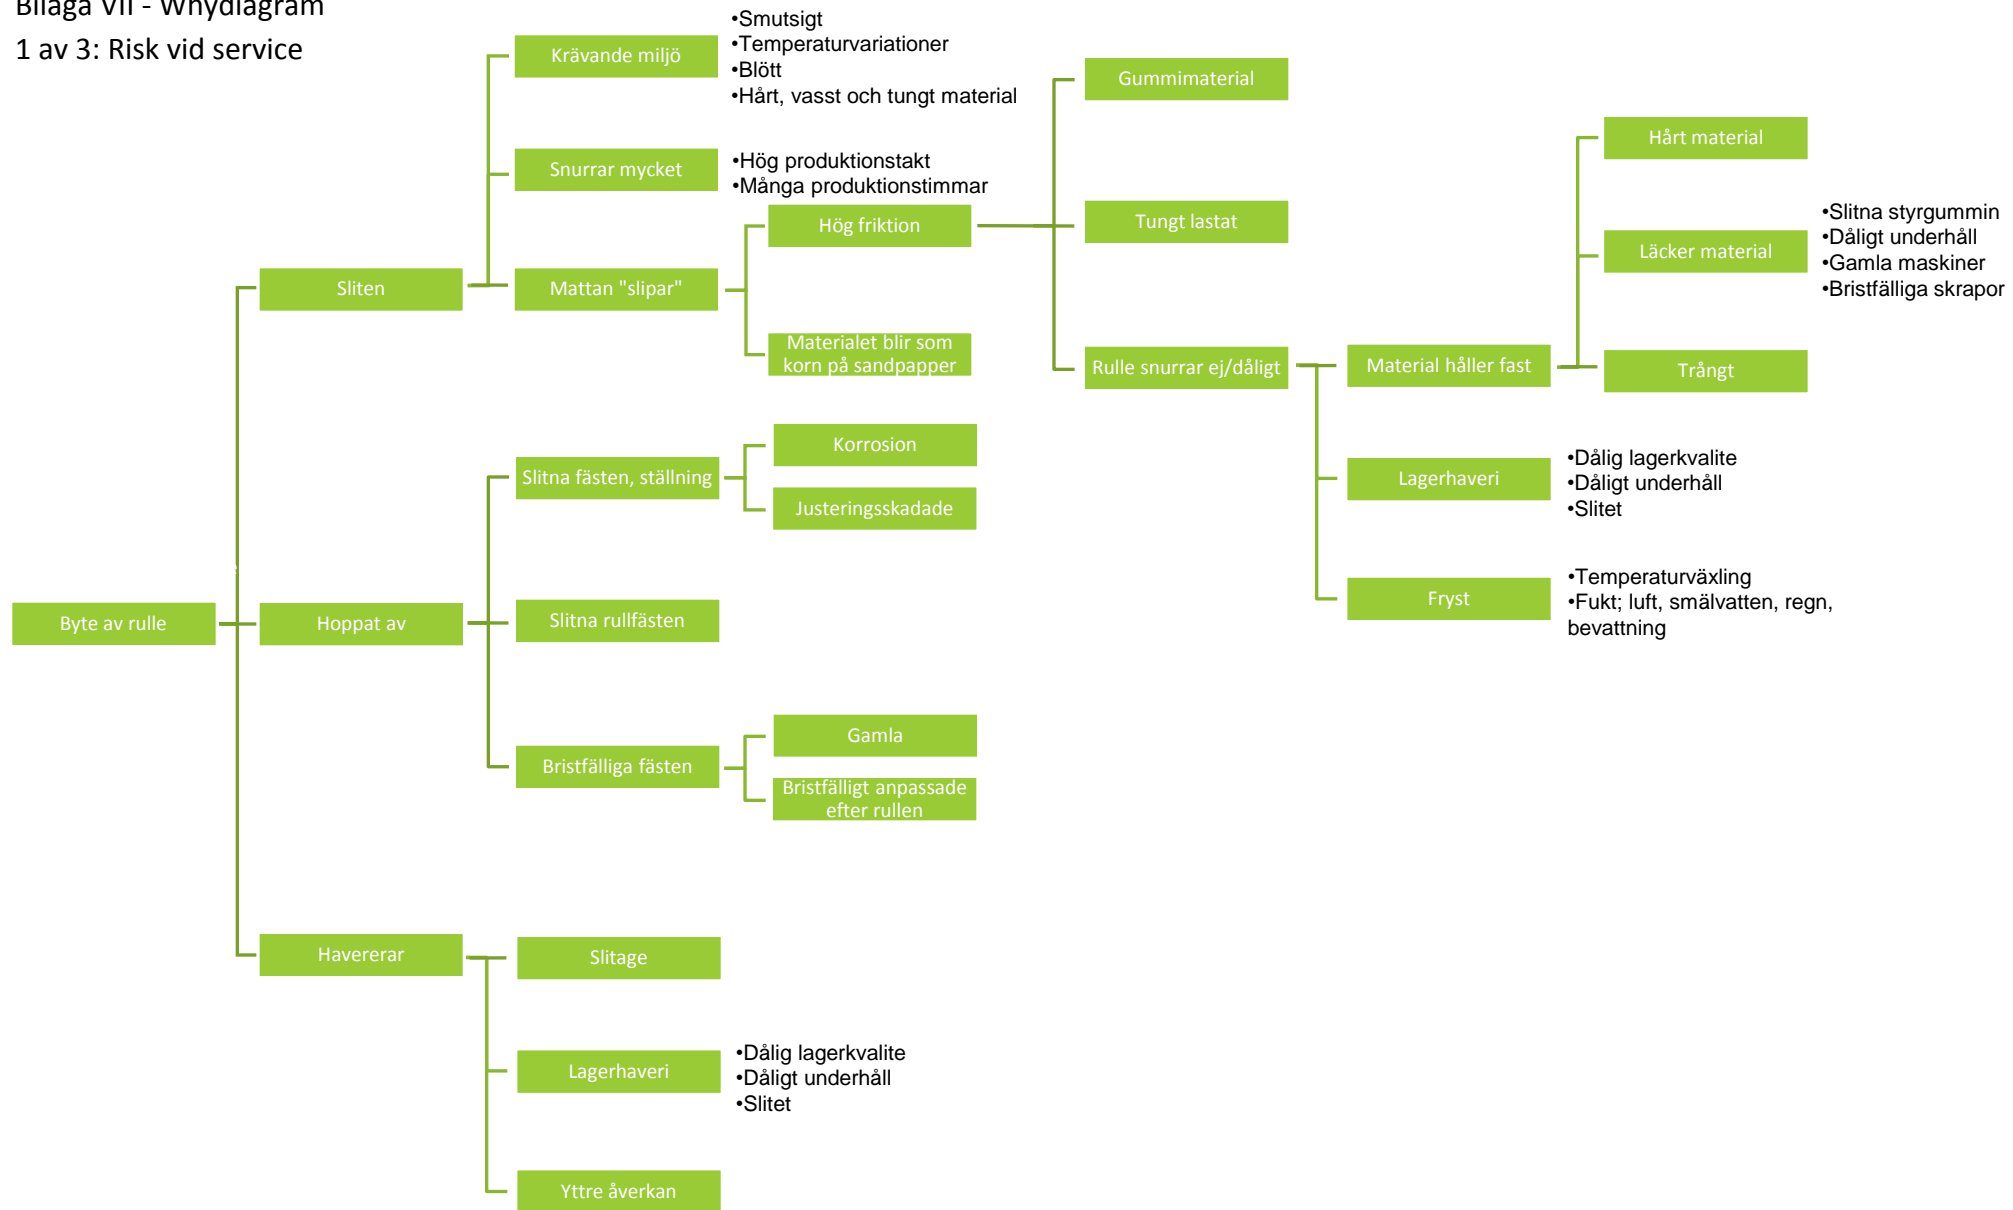 Bilaga VII - Whydiagram
1 av 3: Risk vid service
Byte av rulle
Sliten
Krävande miljö
•Smutsigt
•Temperaturvariationer
•Blött
•Hårt, vasst och tungt material
Snurrar mycket
•Hög produktionstakt
•Många produktionstimmar
Mattan "slipar"
Hög friktion
Gummimaterial
Tungt lastat
Rulle snurrar ej/dåligt
Material håller fast
Hårt material
Läcker material
•Slitna styrgummin
•Dåligt underhåll
•Gamla maskiner
•Bristfälliga skrapor
Trångt
Lagerhaveri
•Dålig lagerkvalite
•Dåligt underhåll
•Slitet
Fryst
•Temperaturväxling
•Fukt; luft, smälvatten, regn,
bevattning
Materialet blir som
korn på sandpapper
Hoppat av
Slitna fästen, ställning
Korrosion
Justeringsskadade
Slitna rullfästen
Bristfälliga fästen
Gamla
Bristfälligt anpassade
efter rullen
Havererar
Slitage
Lagerhaveri
•Dålig lagerkvalite
•Dåligt underhåll
•Slitet
Yttre åverkan